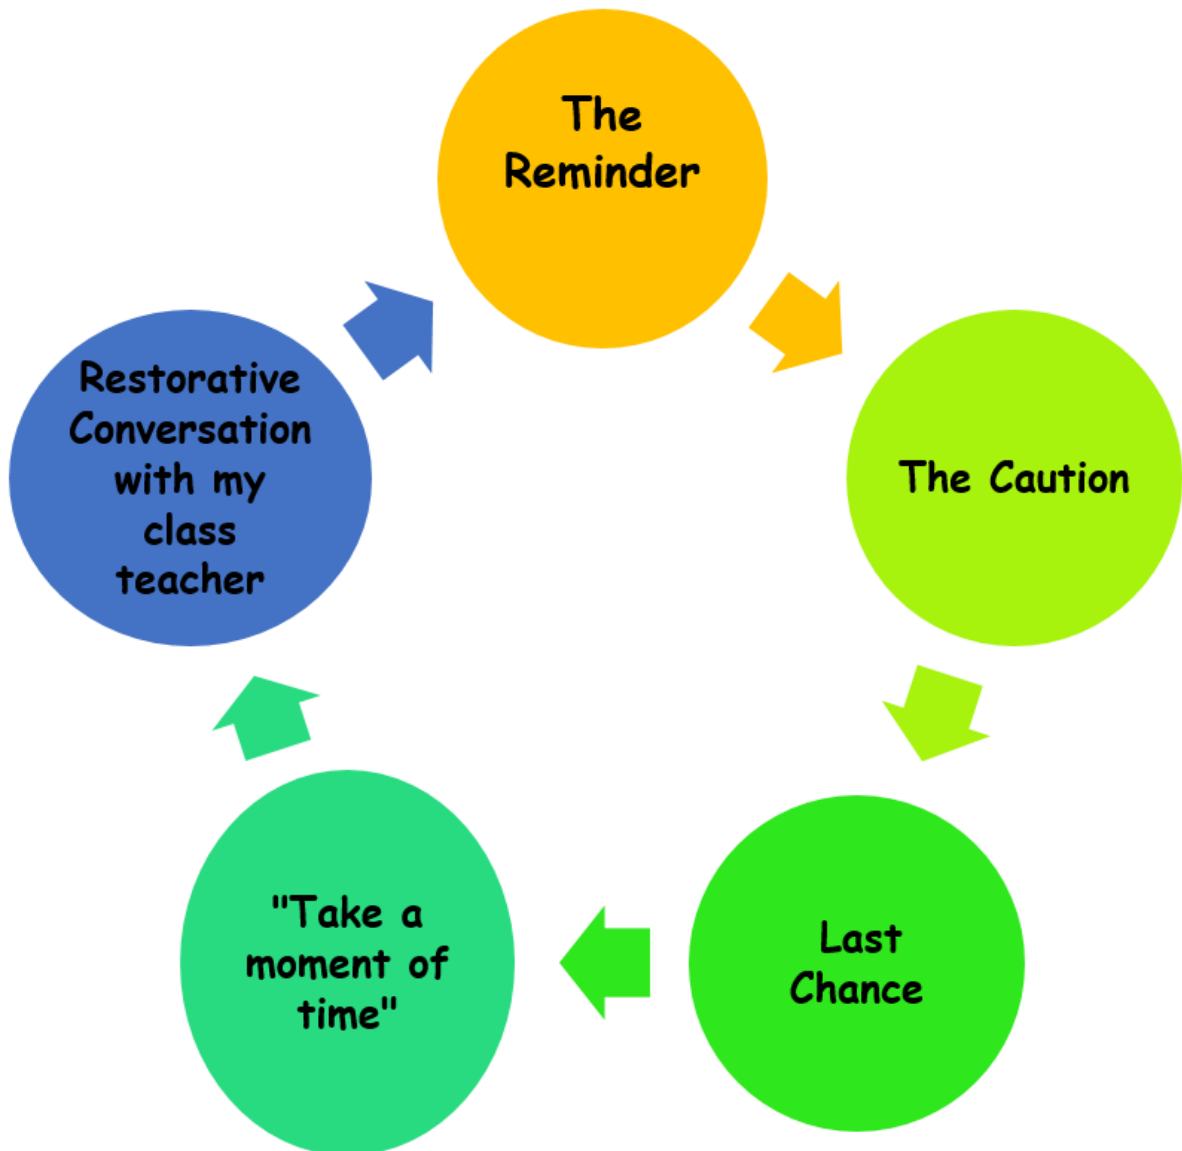 The
Reminder
The Caution
Last
Chance
"Take a
moment of
time"
Restorative
Conversation
with my
class
teacher